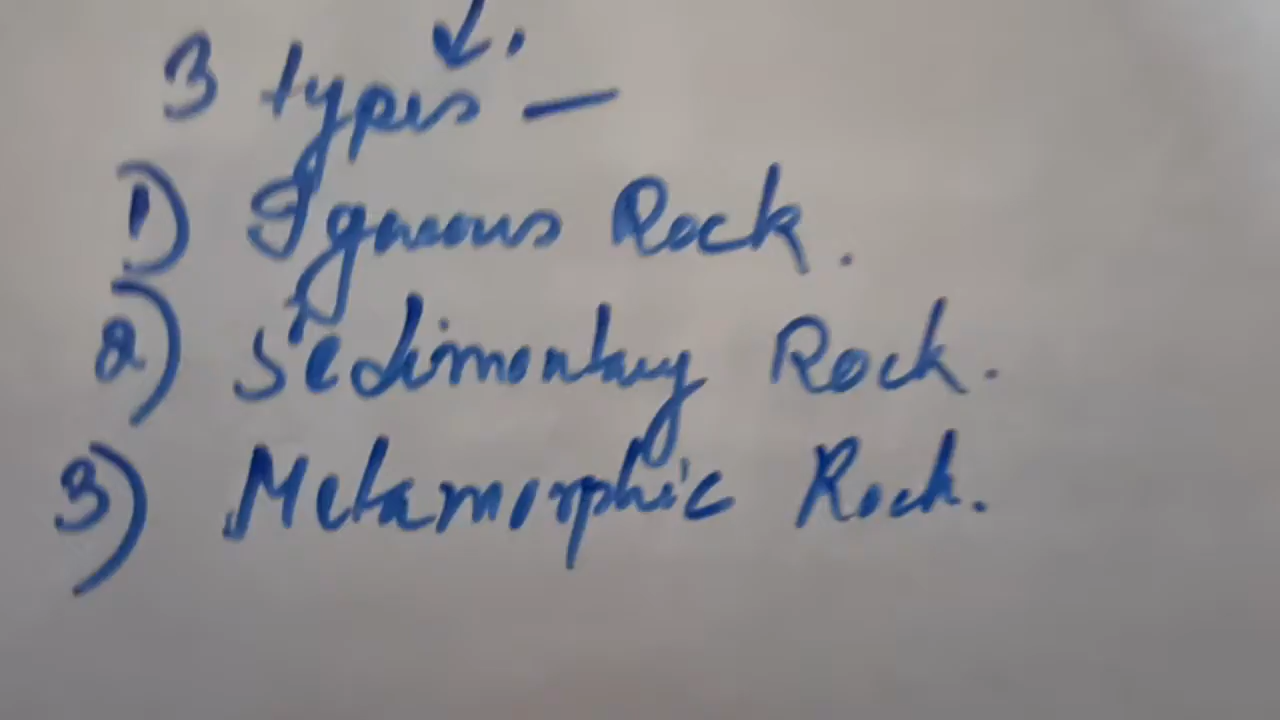 3 types —
1) Igneous Rock.
2) Sedimentary Rock.
3) Metamorphic Rock.